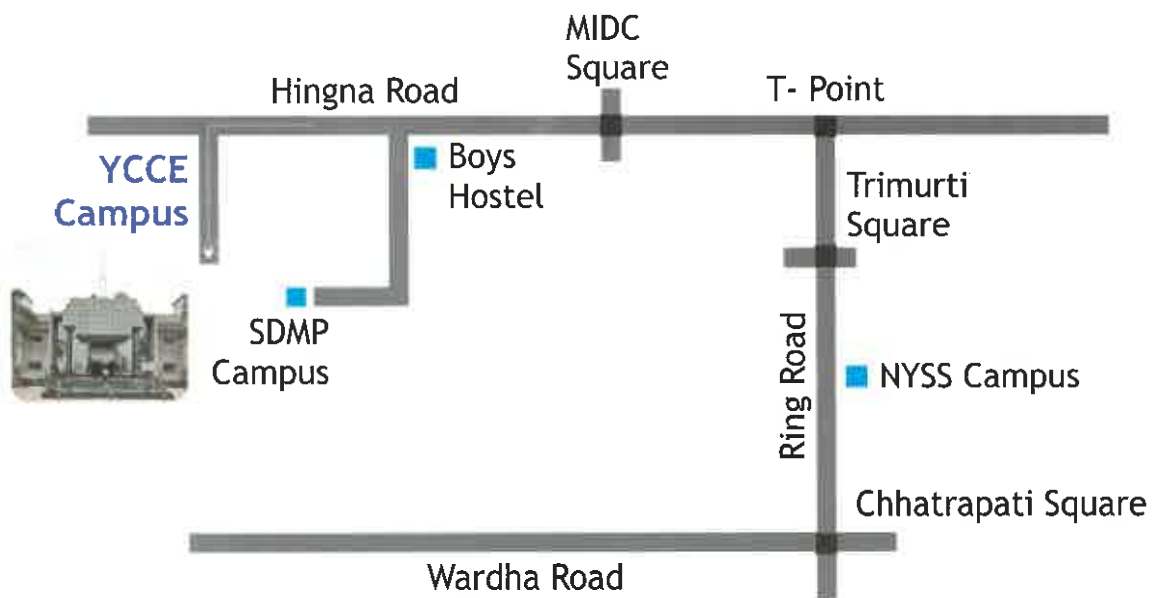 MIDC
Square
Hingna Road
T- Point
YCCE
Campus
Boys
Hostel
Trimurti
Square
SDMP
Campus
Ring Road
NYSS Campus
Chhatrapati Square
Wardha Road